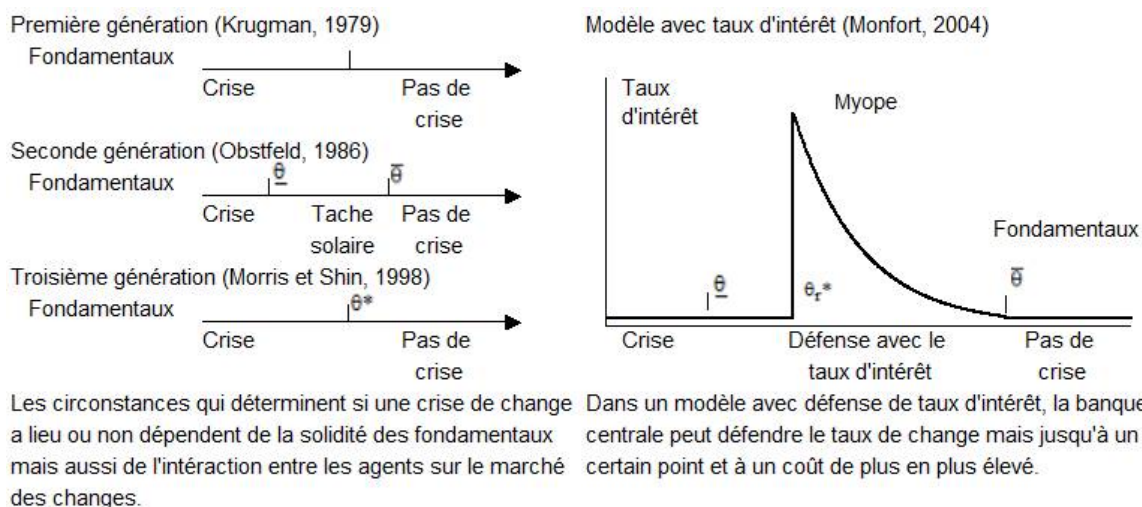 Première génération (Krugman, 1979)
Fondamentaux
Crise
Pas de
crise
Seconde génération (Obstfeld, 1986)
Fondamentaux
θ̲
θ̅
Crise
Tache
solaire
Pas de
crise
Troisième génération (Morris et Shin, 1998)
Fondamentaux
θ*
Crise
Pas de
crise
Les circonstances qui déterminent si une crise de change
a lieu ou non dépendent de la solidité des fondamentaux
mais aussi de l'intéraction entre les agents sur le marché
des changes.
Modèle avec taux d'intérêt (Monfort, 2004)
Taux
d'intérêt
Myope
Fondamentaux
θ̲
θr*
θ̅
Crise
Défense avec le
taux d'intérêt
Pas de
crise
Dans un modèle avec défense de taux d'intérêt, la banque
centrale peut défendre le taux de change mais jusqu'à un
certain point et à un coût de plus en plus élevé.